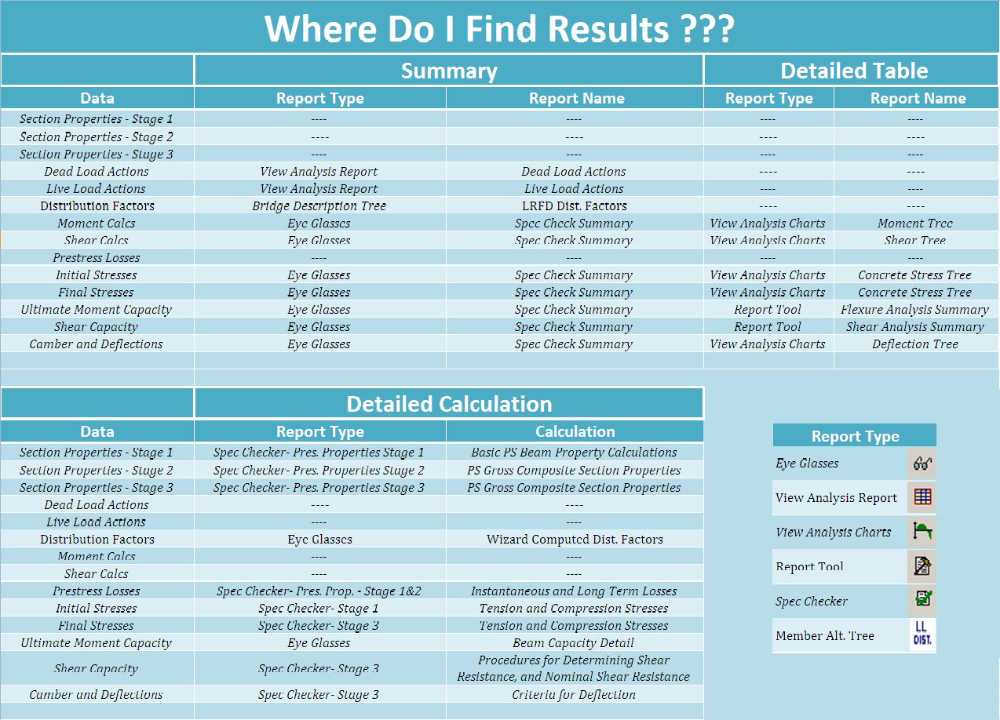 Where Do I Find Results ???
Summary Detailed Table
Data Report Type Report Name Report Type Report Name
Section Properties - Stage 1 ---- ---- ---- ----
Section Properties - Stage 2 ---- ---- ---- ----
Section Properties - Stage 3 ---- ---- ---- ----
Dead Load Actions View Analysis Report Dead Load Actions ---- ----
Live Load Actions View Analysis Report Live Load Actions ---- ----
Distribution Factors Bridge Description Tree LRFD Dist. Factors ---- ----
Moment Calcs Eye Glasses Spec Check Summary View Analysis Charts Moment Tree
Shear Calcs Eye Glasses Spec Check Summary View Analysis Charts Shear Tree
Prestress Losses ---- ---- ---- ----
Initial Stresses Eye Glasses Spec Check Summary View Analysis Charts Concrete Stress Tree
Final Stresses Eye Glasses Spec Check Summary View Analysis Charts Concrete Stress Tree
Ultimate Moment Capacity Eye Glasses Spec Check Summary Report Tool Flexure Analysis Summary
Shear Capacity Eye Glasses Spec Check Summary Report Tool Shear Analysis Summary
Camber and Deflections Eye Glasses Spec Check Summary View Analysis Charts Deflection Tree
Detailed Calculation
Data Report Type Calculation
Section Properties - Stage 1 Spec Checker- Pres. Properties Stage 1 Basic PS Beam Property Calculations
Section Properties - Stage 2 Spec Checker- Pres. Properties Stage 2 PS Gross Composite Section Properties
Section Properties - Stage 3 Spec Checker- Pres. Properties Stage 3 PS Gross Composite Section Properties
Dead Load Actions ---- ----
Live Load Actions ---- ----
Distribution Factors Eye Glasses Wizard Computed Dist. Factors
Moment Calcs ---- ----
Shear Calcs ---- ----
Prestress Losses Spec Checker- Pres. Prop. - Stage 1&2 Instantaneous and Long Term Losses
Initial Stresses Spec Checker- Stage 1 Tension and Compression Stresses
Final Stresses Spec Checker- Stage 3 Tension and Compression Stresses
Ultimate Moment Capacity Eye Glasses Beam Capacity Detail
Shear Capacity Spec Checker- Stage 3 Procedures for Determining Shear
Resistance, and Nominal Shear Resistance
Camber and Deflections Spec Checker- Stage 3 Criteria for Deflection
Report Type
Eye Glasses
View Analysis Report
View Analysis Charts
Report Tool
Spec Checker
Member Alt. Tree LL
DIST.